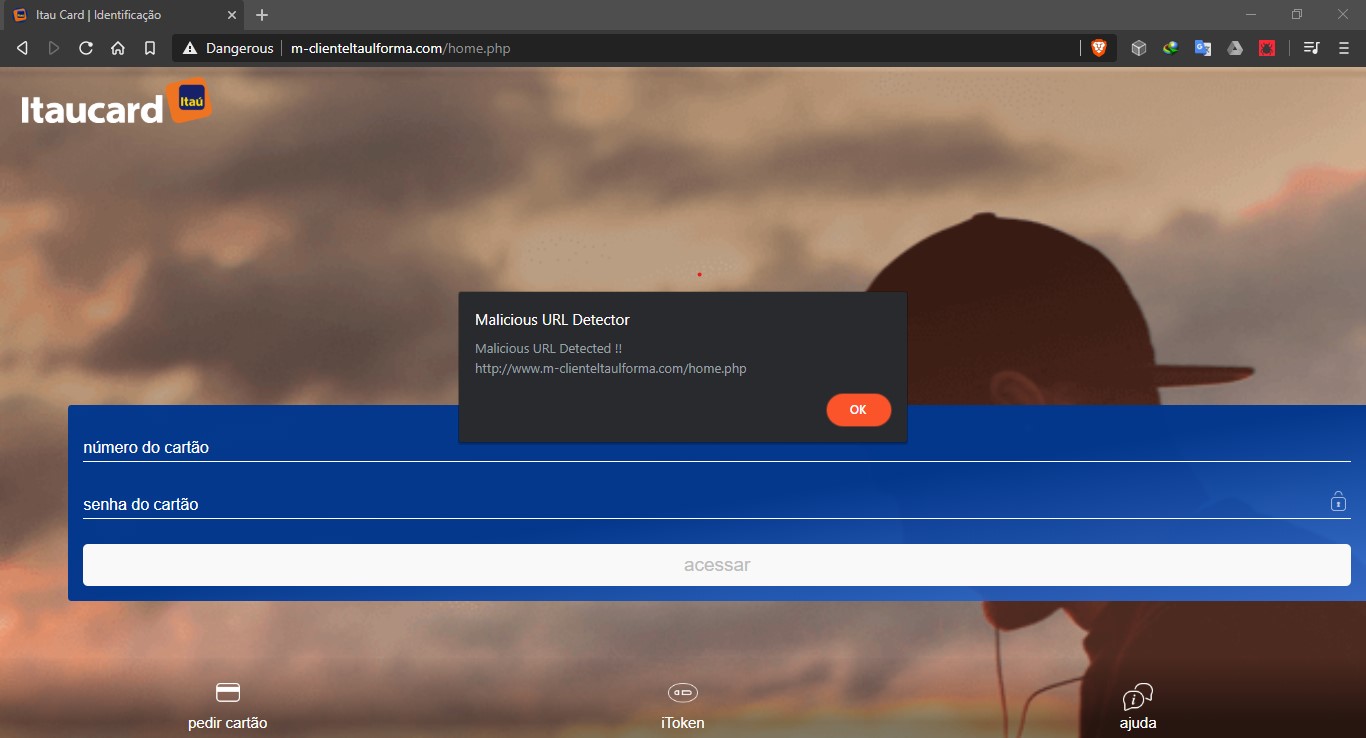 Itau Card | Identificação
Dangerous
m-clienteltaulforma.com/home.php
Itaucard
Itaú
Malicious URL Detector
Malicious URL Detected !!
http://www.m-clienteltaulforma.com/home.php
OK
número do cartão
senha do cartão
acessar
pedir cartão
iToken
ajuda